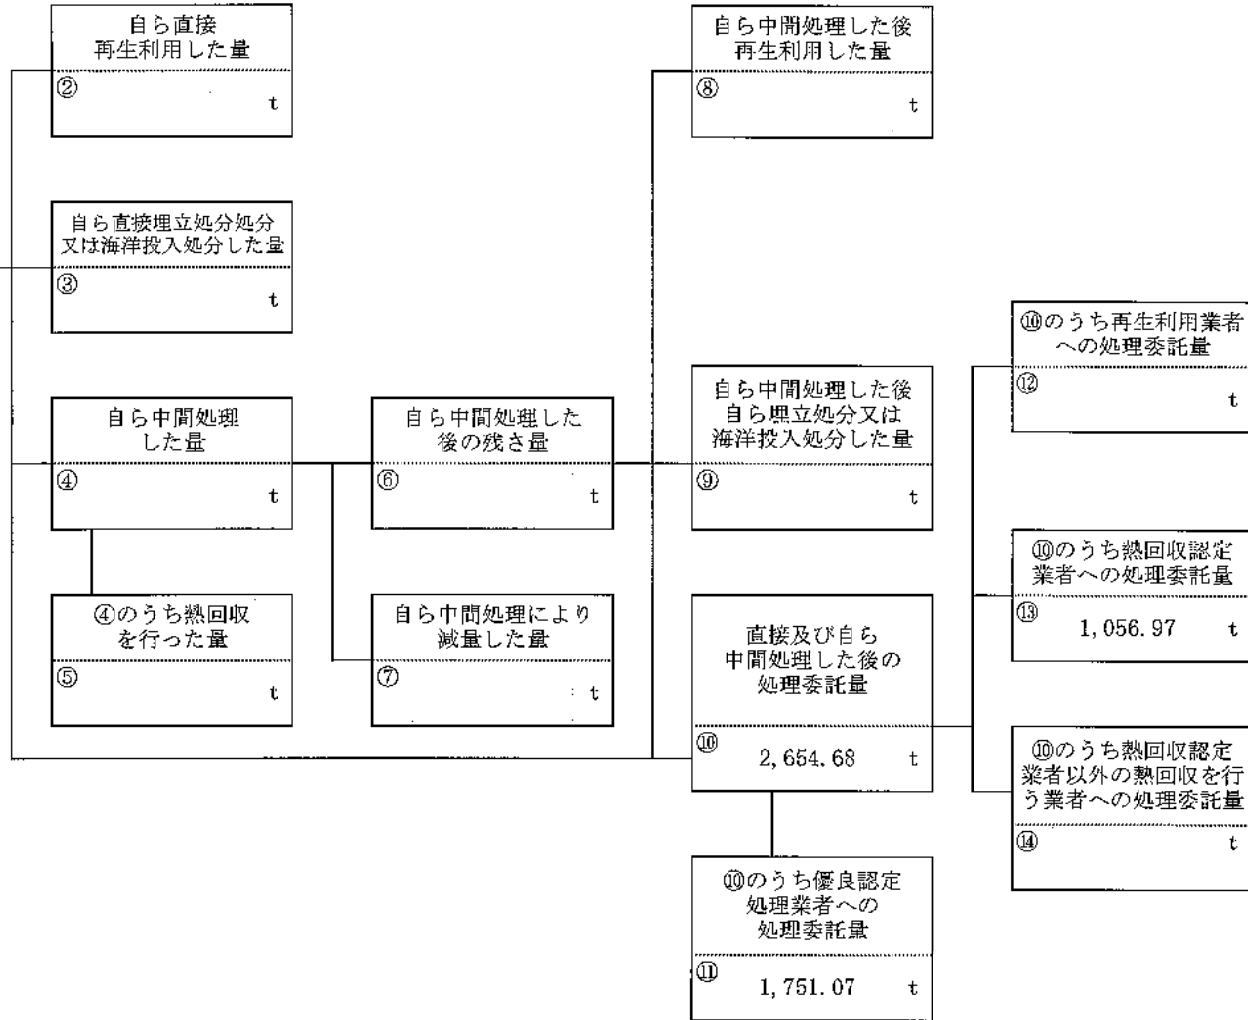 自ら直接
再生利用した量
②
t
自ら中間処理した後
再生利用した量
⑧
t
自ら直接埋立処分処分
又は海洋投入処分した量
③
t
⑩のうち再生利用業者
への処理委託量
⑫
t
自ら中間処理
した量
④
t
自ら中間処理した
後の残さ量
⑥
t
自ら中間処理した後
自ら埋立処分又は
海洋投入処分した量
⑨
t
⑩のうち熱回収認定
業者への処理委託量
⑬ 1,056.97 t
④のうち熱回収
を行った量
⑤
t
自ら中間処理により
減量した量
⑦
t
直接及び自ら
中間処理した後の
処理委託量
⑩ 2,654.68 t
⑩のうち熱回収認定
業者以外の熱回収を行
う業者への処理委託量
⑭
t
⑩のうち優良認定
処理業者への
処理委託量
⑪ 1,751.07 t